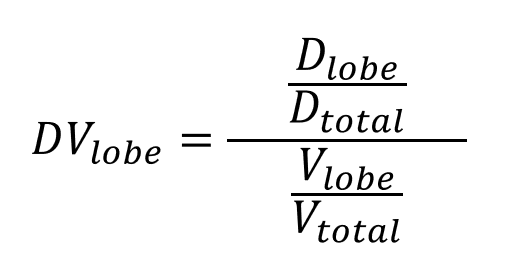 DV_lobe = (D_lobe / D_total) / (V_lobe / V_total)